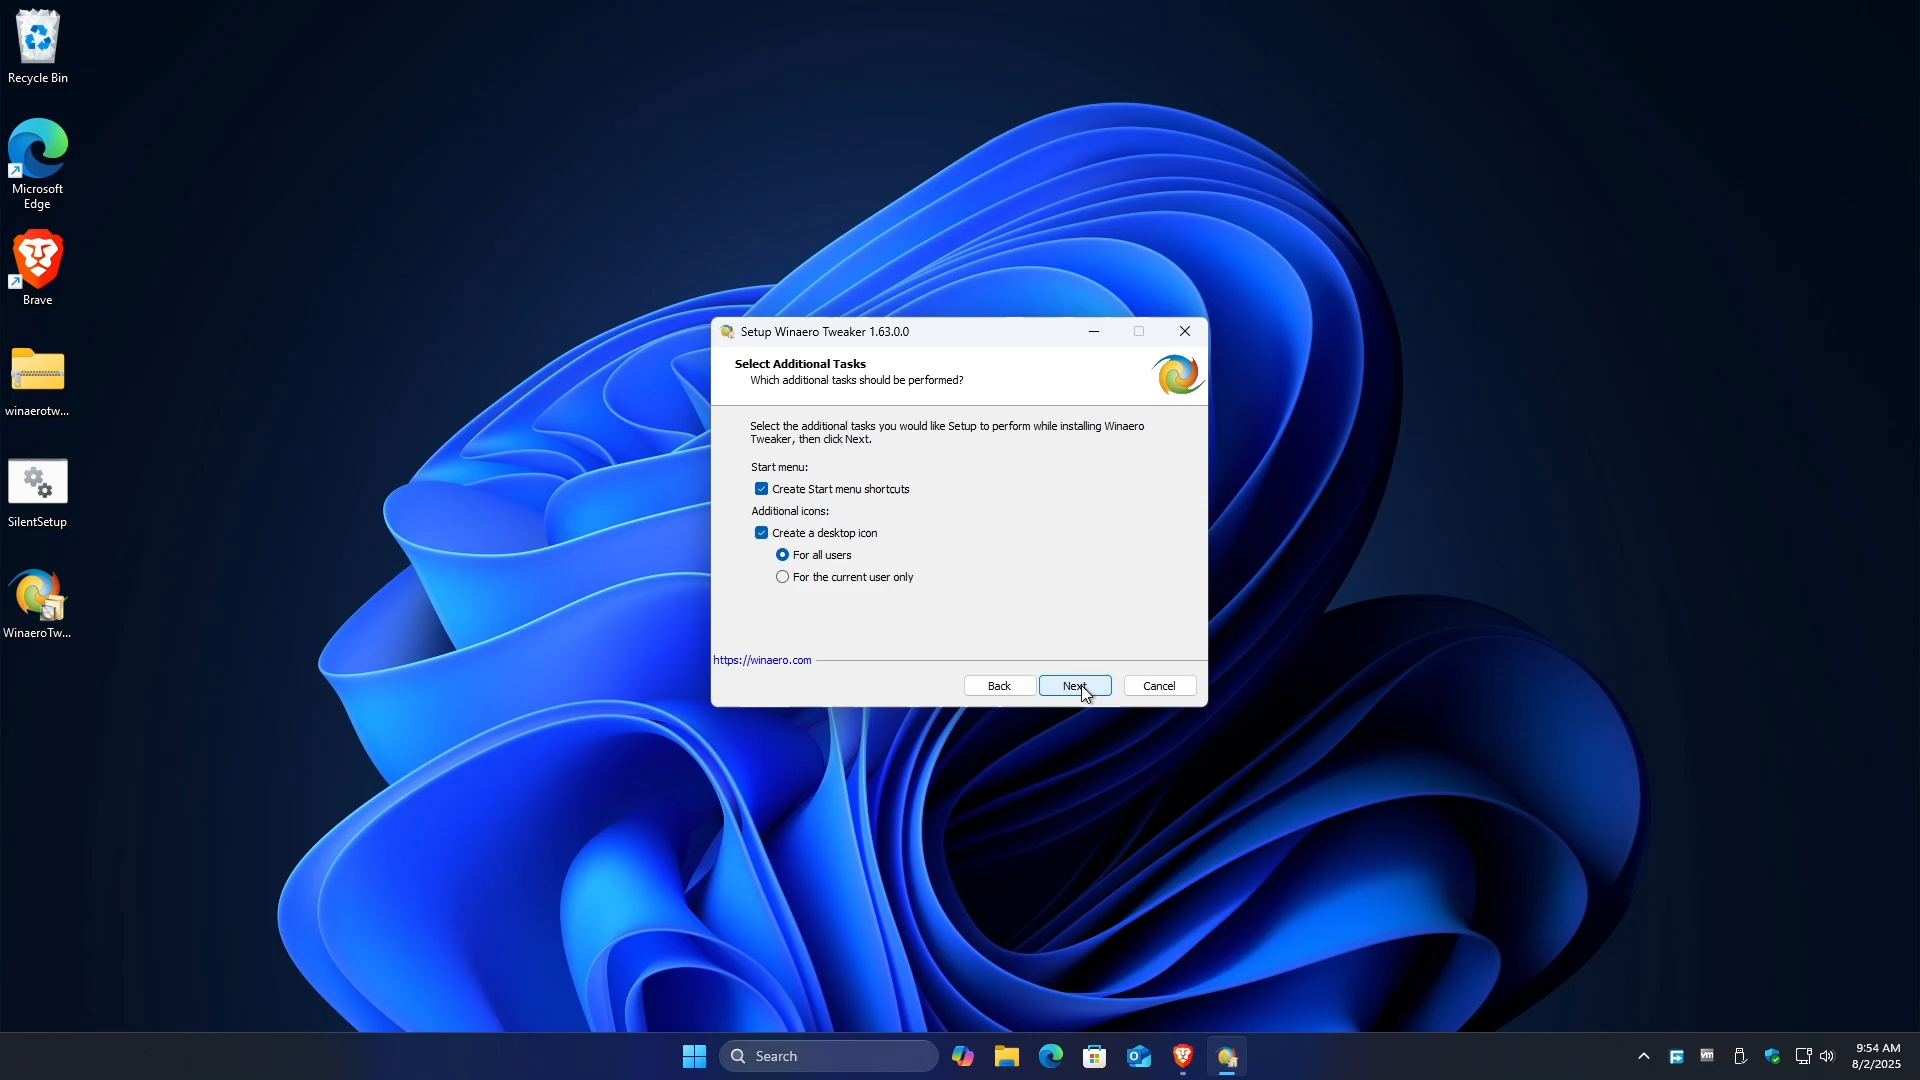 Recycle Bin
Microsoft
Edge
Brave
winaerotw...
SilentSetup
WinaeroTw...
Setup Winaero Tweaker 1.63.0.0
Select Additional Tasks
Which additional tasks should be performed?
Select the additional tasks you would like Setup to perform while installing Winaero
Tweaker, then click Next.
Start menu:
Create Start menu shortcuts
Additional icons:
Create a desktop icon
For all users
For the current user only
https://winaero.com
Back
Next
Cancel
Search
9:54 AM
8/2/2025